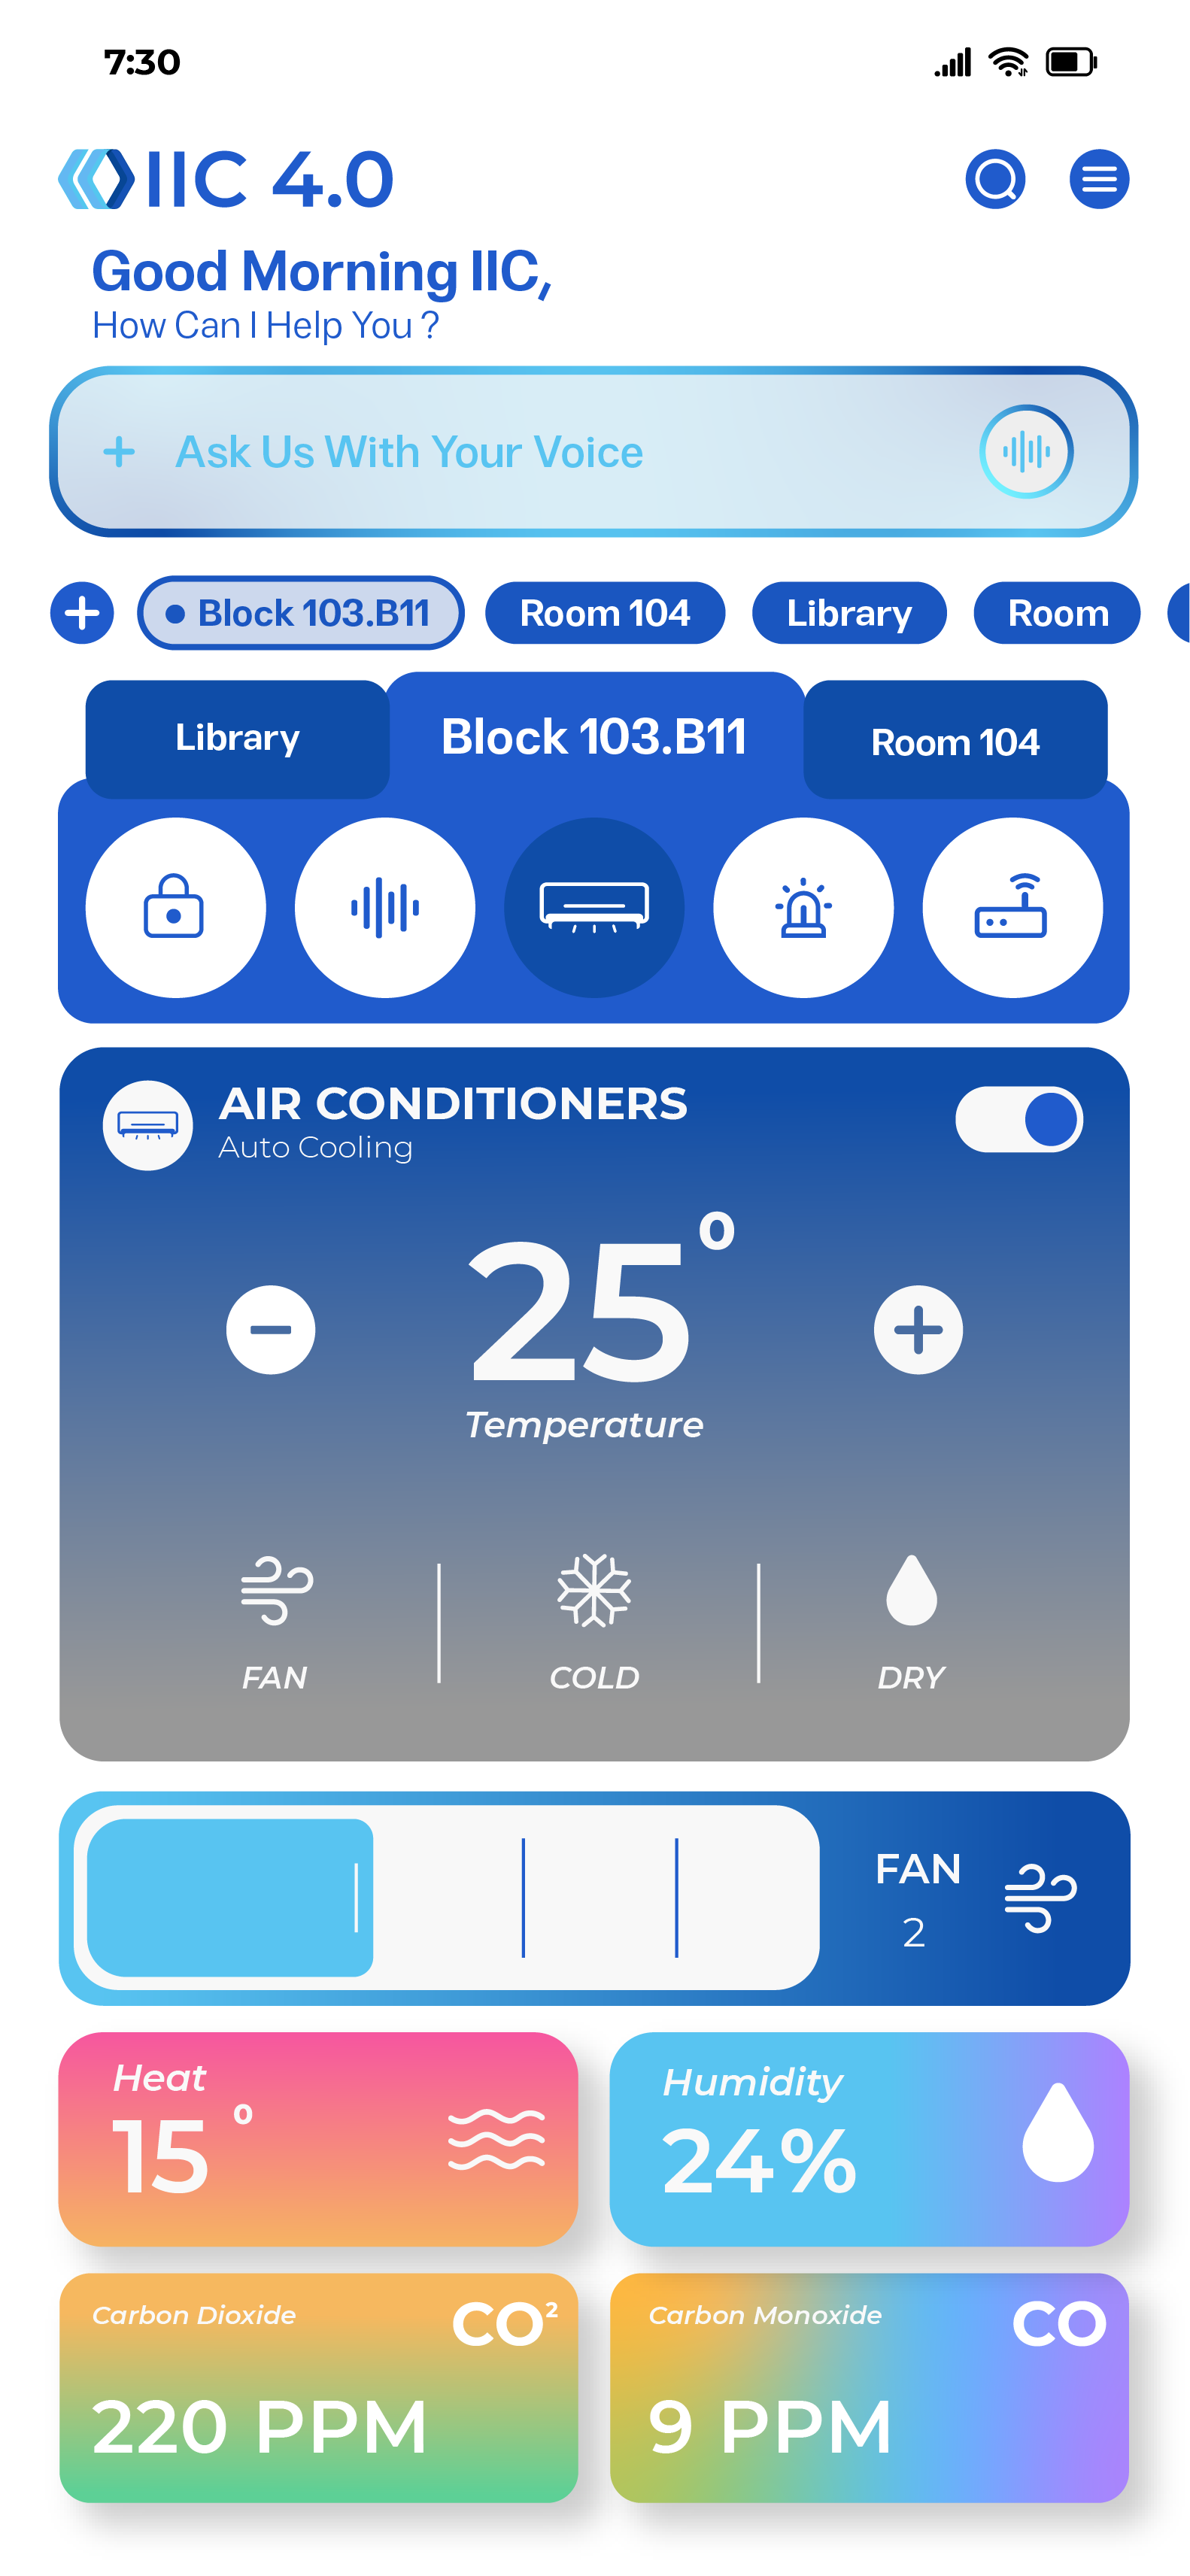 7:30
IIC 4.0
Good Morning IIC,
How Can I Help You ?
+ Ask Us With Your Voice
Block 103.B11
Room 104
Library
Room
Library
Block 103.B11
Room 104
AIR CONDITIONERS
Auto Cooling
25°
Temperature
FAN
COLD
DRY
FAN
2
Heat
15°
Humidity
24%
Carbon Dioxide
CO²
220 PPM
Carbon Monoxide
CO
9 PPM